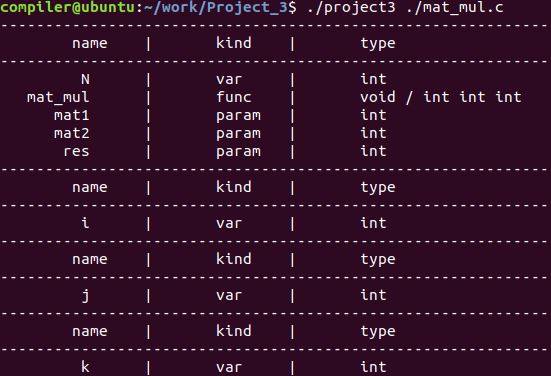 compiler@ubuntu:~/work/Project_3$ ./project3 ./mat_mul.c
--------------------------------------------------------------
name | kind | type
--------------------------------------------------------------
N | var | int
mat_mul | func | void / int int int
mat1 | param | int
mat2 | param | int
res | param | int
--------------------------------------------------------------
name | kind | type
--------------------------------------------------------------
i | var | int
--------------------------------------------------------------
name | kind | type
--------------------------------------------------------------
j | var | int
--------------------------------------------------------------
name | kind | type
--------------------------------------------------------------
k | var | int